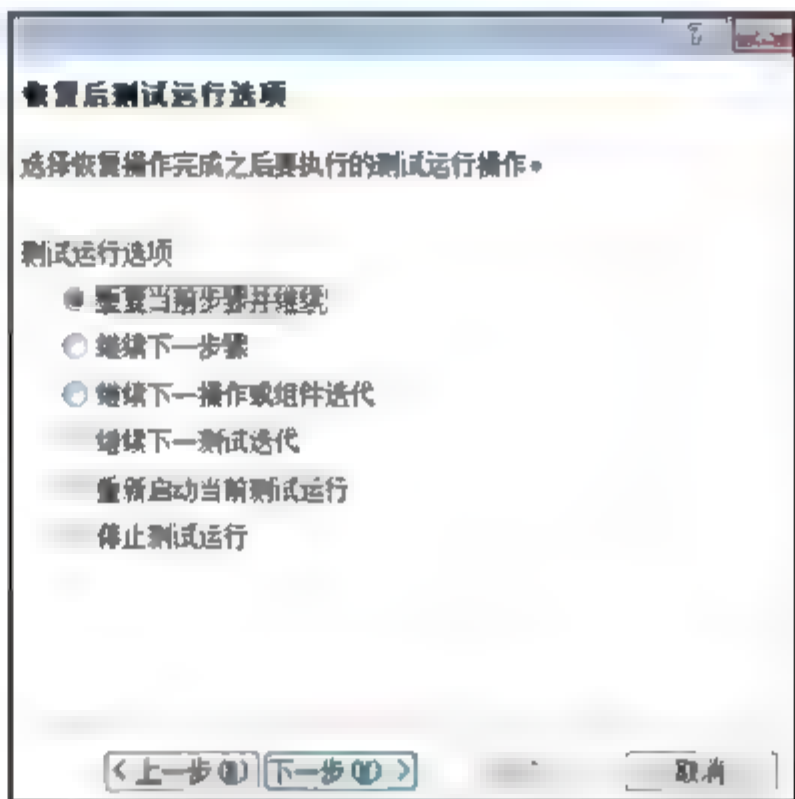 恢复后测试运行选项
选择恢复操作完成之后要执行的测试运行操作。
测试运行选项
重复当前步骤并继续
继续下一步骤
继续下一操作或组件迭代
继续下一测试迭代
重新启动当前测试运行
停止测试运行
< 上一步(B) 下一步(N) > 取消